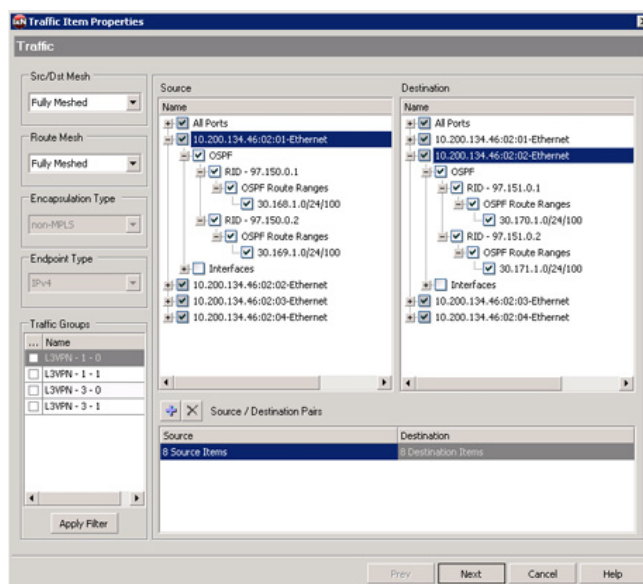 IxN Traffic Item Properties
Traffic
Src/Dst Mesh
Fully Meshed
Route Mesh
Fully Meshed
Encapsulation Type
non-MPLS
Endpoint Type
IPv4
Traffic Groups
... Name
L3VPN - 1 - 0
L3VPN - 1 - 1
L3VPN - 3 - 0
L3VPN - 3 - 1
Apply Filter
Source
Name
All Ports
10.200.134.46:02:01-Ethernet
OSPF
RID - 97.150.0.1
OSPF Route Ranges
30.168.1.0/24/100
RID - 97.150.0.2
OSPF Route Ranges
30.169.1.0/24/100
Interfaces
10.200.134.46:02:02-Ethernet
10.200.134.46:02:03-Ethernet
10.200.134.46:02:04-Ethernet
Destination
Name
All Ports
10.200.134.46:02:01-Ethernet
10.200.134.46:02:02-Ethernet
OSPF
RID - 97.151.0.1
OSPF Route Ranges
30.170.1.0/24/100
RID - 97.151.0.2
OSPF Route Ranges
30.171.1.0/24/100
Interfaces
10.200.134.46:02:03-Ethernet
10.200.134.46:02:04-Ethernet
Source / Destination Pairs
Source Destination
8 Source Items 8 Destination Items
Prev Next Cancel Help